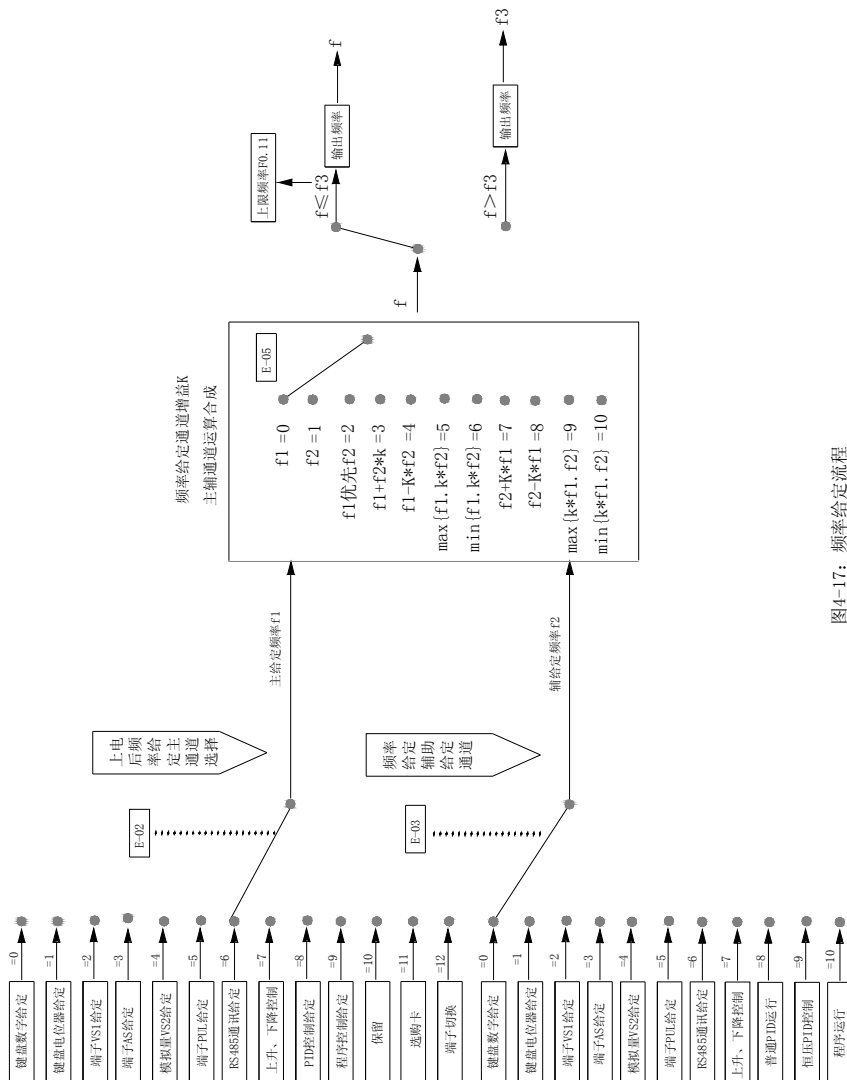 键盘数字给定
=0
键盘电位器给定
=1
端子VS1给定
=2
端子AS给定
=3
模拟量VS2给定
=4
端子PUL给定
=5
RS485通讯给定
=6
上升、下降控制
=7
PID控制给定
=8
程序控制给定
=9
保留
=10
选购卡
=11
端子切换
=12
键盘数字给定
=0
键盘电位器给定
=1
端子VS1给定
=2
端子AS给定
=3
模拟量VS2给定
=4
端子PUL给定
=5
RS485通讯给定
=6
上升、下降控制
=7
普通PID运行
=8
恒压PID控制
=9
程序运行
=10
E-02
上电
后频
率给
定主
通道
选择
E-03
频率
给定
辅助
给定
通道
主给定频率f1
辅给定频率f2
频率给定通道增益K
主辅通道运算合成
E-05
f1 =0
f2 =1
f1优先f2 =2
f1+f2*k =3
f1-K*f2 =4
max{f1.k*f2} =5
min{f1.k*f2} =6
f2+K*f1 =7
f2-K*f1 =8
max{k*f1.f2} =9
min{k*f1.f2} =10
f
上限频率F0.11
f≤f3
输出频率
f
f>f3
输出频率
f3
图4-17: 频率给定流程